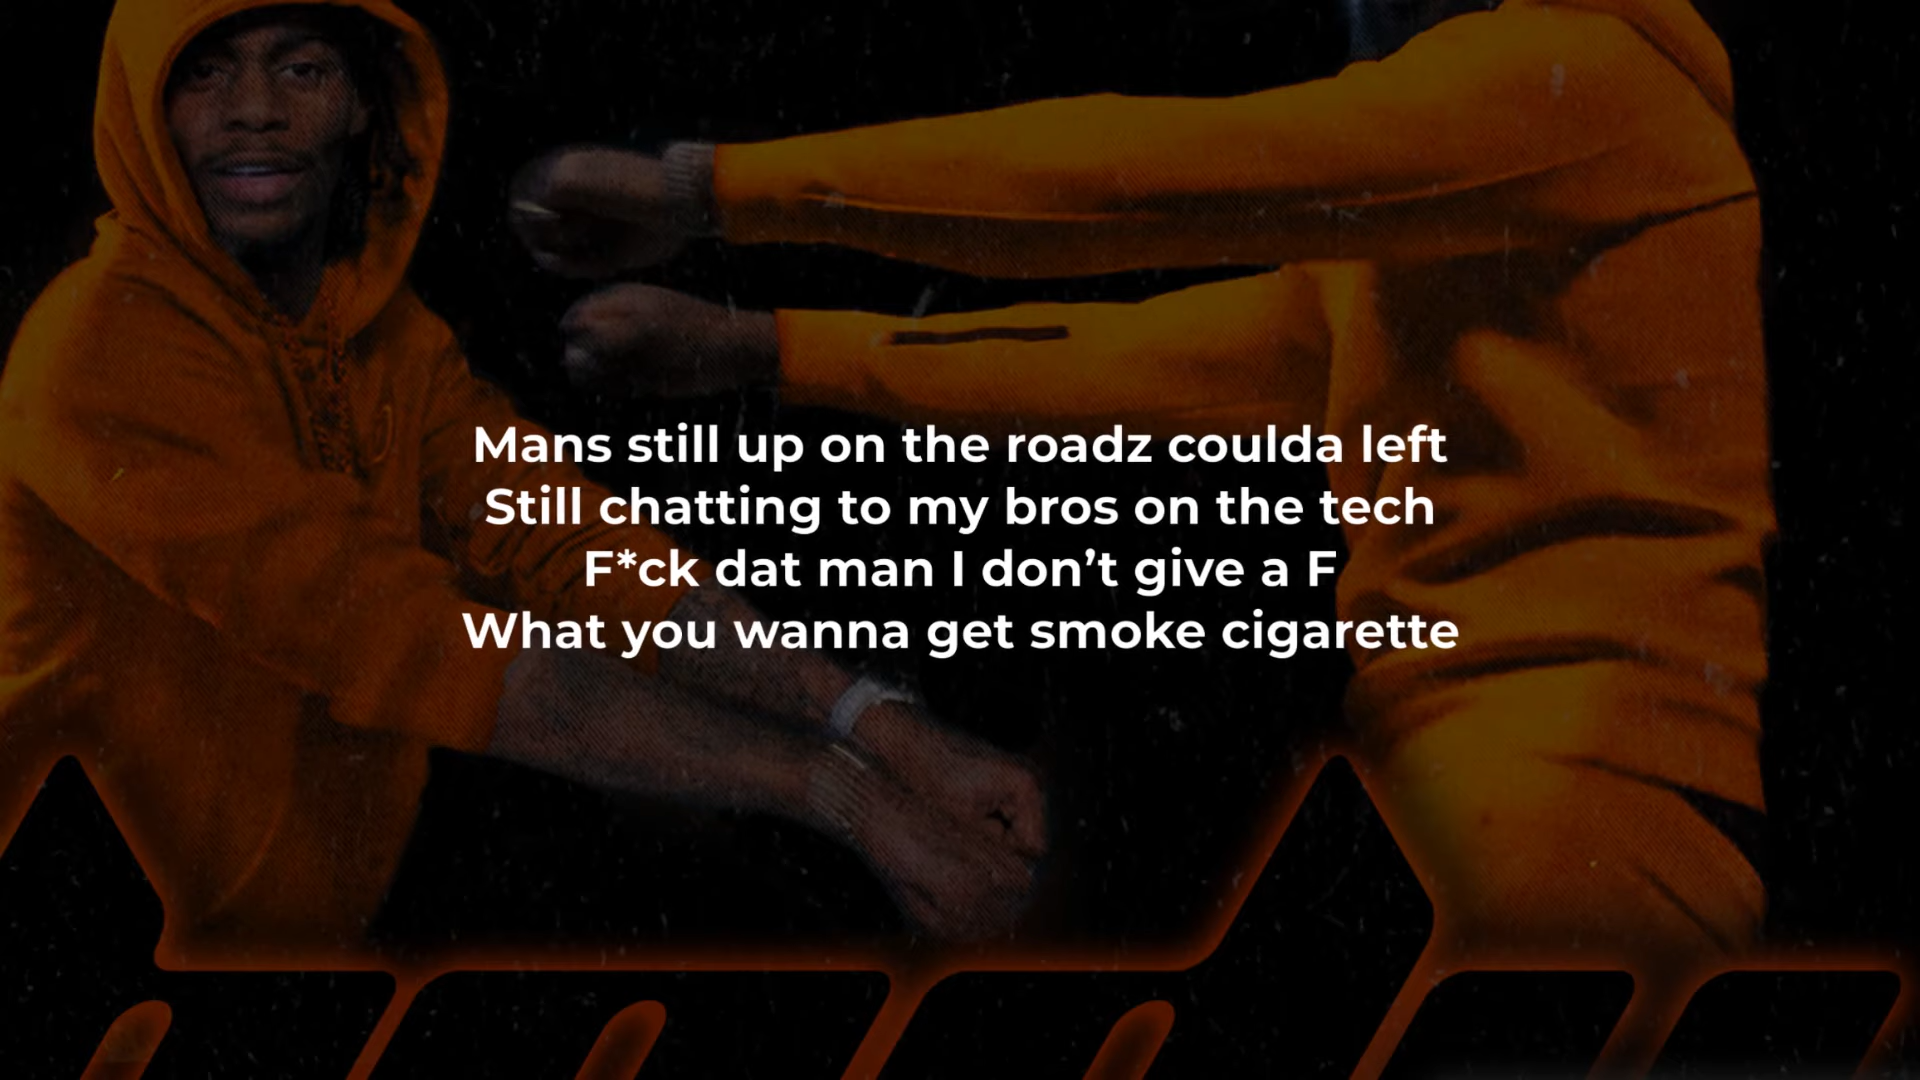 Mans still up on the roadz coulda left
Still chatting to my bros on the tech
F*ck dat man I don’t give a F
What you wanna get smoke cigarette